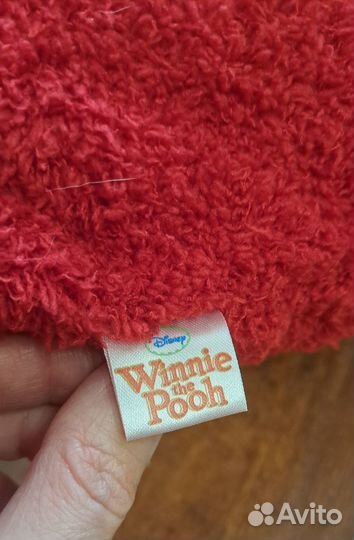 Disney
Winnie
the
Pooh
Avito